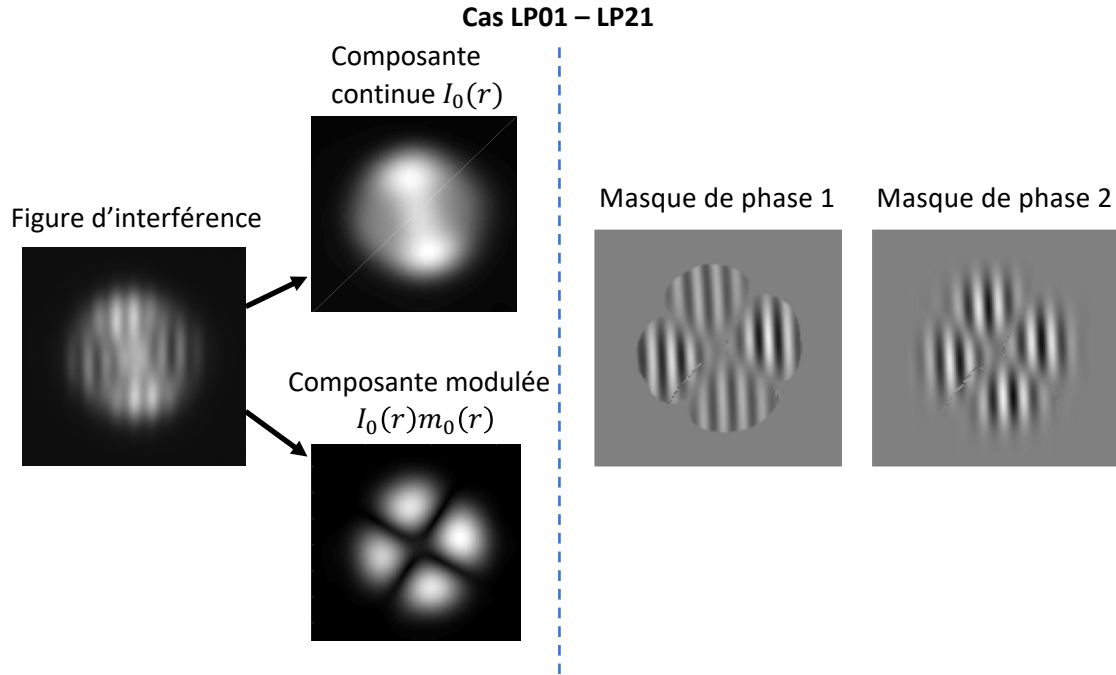 Cas LP01 – LP21
Composante
continue 𝐼₀(𝑟)
Figure d’interférence
Composante modulée
𝐼₀(𝑟)𝑚₀(𝑟)
Masque de phase 1
Masque de phase 2